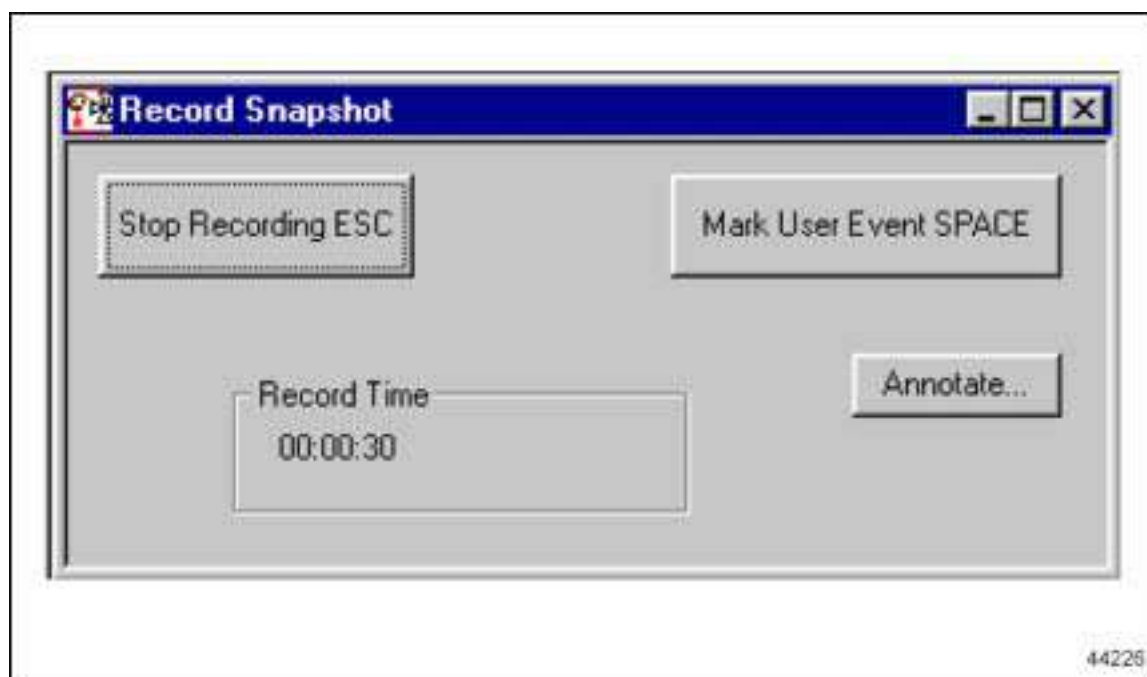 Record Snapshot
Stop Recording ESC
Mark User Event SPACE
Annotate...
Record Time
00:00:30
44226